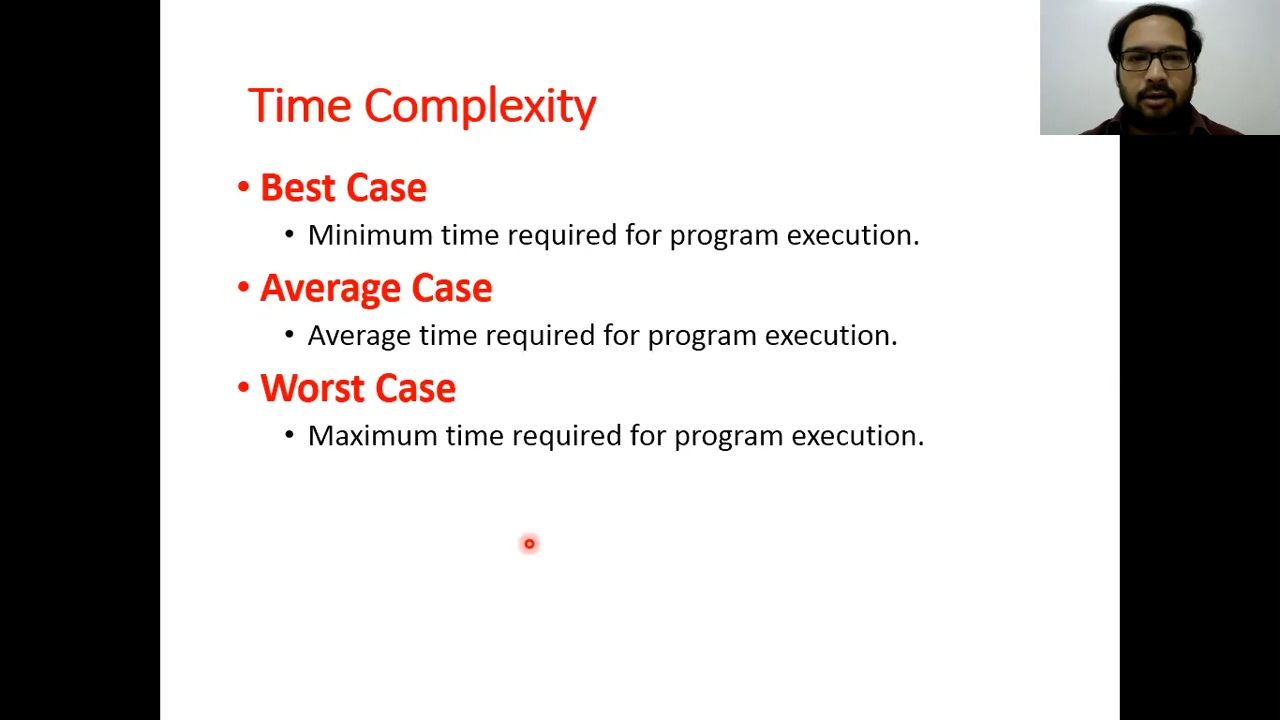 Time Complexity
• Best Case
• Minimum time required for program execution.
• Average Case
• Average time required for program execution.
• Worst Case
• Maximum time required for program execution.